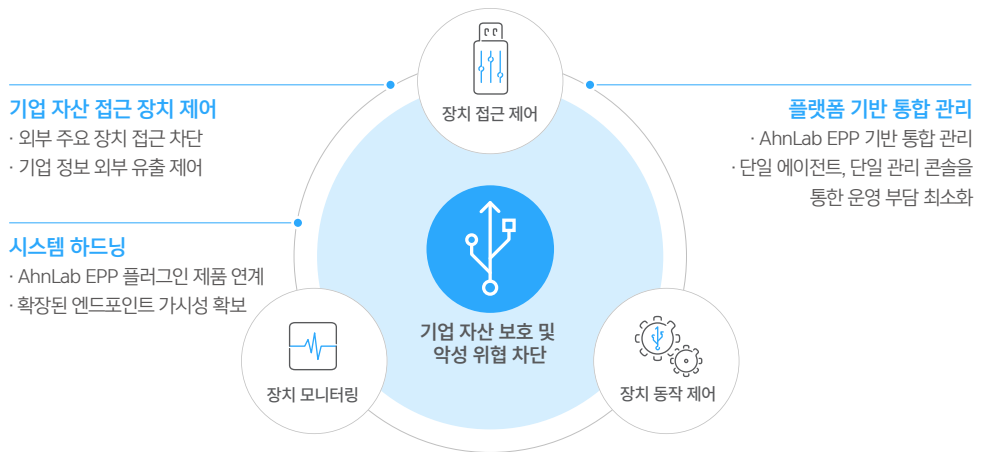 장치 접근 제어
기업 자산 접근 장치 제어
· 외부 주요 장치 접근 차단
· 기업 정보 외부 유출 제어
플랫폼 기반 통합 관리
· AhnLab EPP 기반 통합 관리
· 단일 에이전트, 단일 관리 콘솔을
통한 운영 부담 최소화
시스템 하드닝
· AhnLab EPP 플러그인 제품 연계
· 확장된 엔드포인트 가시성 확보
기업 자산 보호 및
악성 위협 차단
장치 모니터링
장치 동작 제어